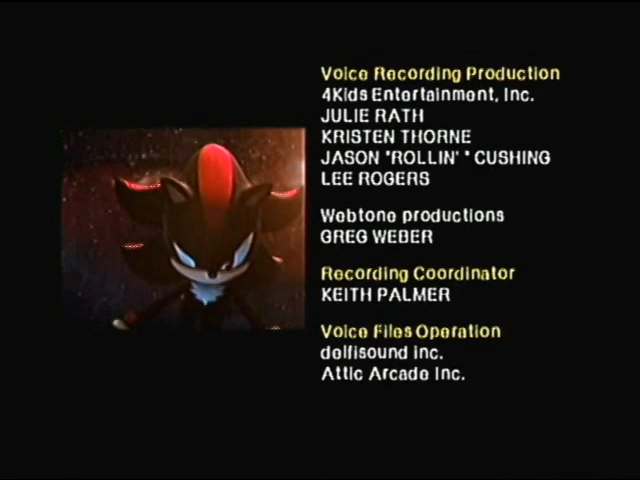 Voice Recording Production
4Kids Entertainment, Inc.
JULIE RATH
KRISTEN THORNE
JASON "ROLLIN' " CUSHING
LEE ROGERS
Webtone productions
GREG WEBER
Recording Coordinator
KEITH PALMER
Voice Files Operation
delfisound inc.
Attic Arcade Inc.